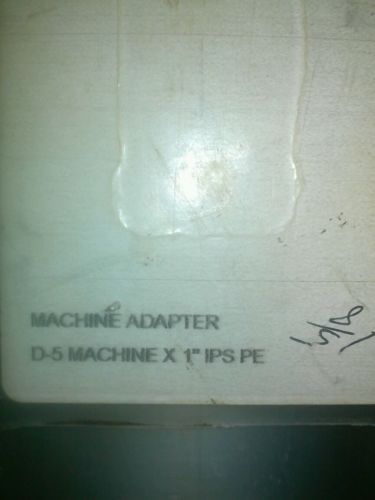 MACHINE ADAPTER
D-5 MACHINE X 1" IPS PE